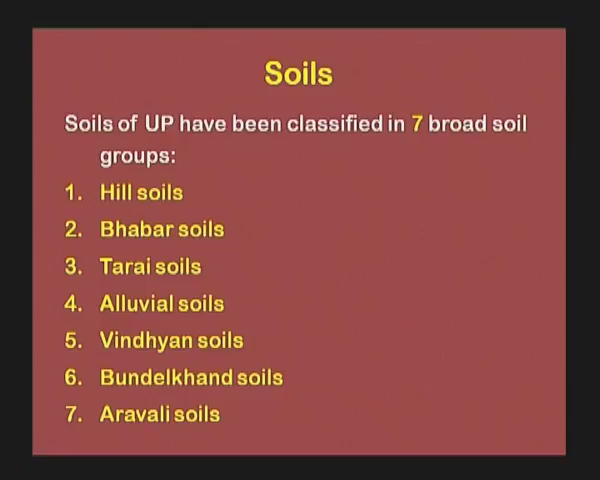 Soils
Soils of UP have been classified in 7 broad soil
groups:
1. Hill soils
2. Bhabar soils
3. Tarai soils
4. Alluvial soils
5. Vindhyan soils
6. Bundelkhand soils
7. Aravali soils